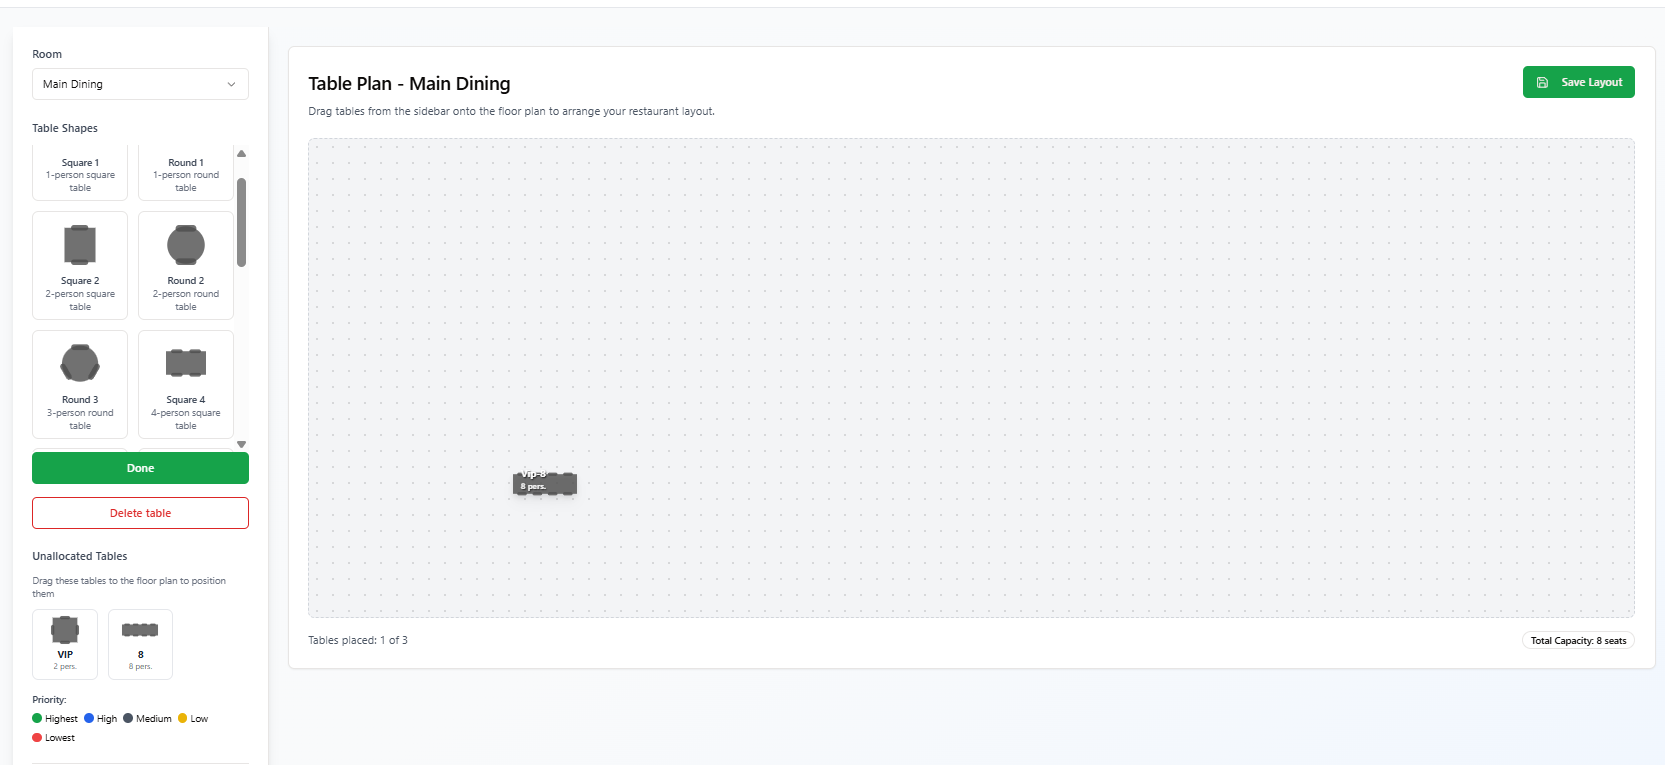 Room
Main Dining
Table Shapes
Square 1
1-person square
table
Round 1
1-person round
table
Square 2
2-person square
table
Round 2
2-person round
table
Round 3
3-person round
table
Square 4
4-person square
table
Done
Delete table
Unallocated Tables
Drag these tables to the floor plan to position
them
VIP
2 pers.
8
8 pers.
Priority:
Highest
High
Medium
Low
Lowest
Table Plan - Main Dining
Save Layout
Drag tables from the sidebar onto the floor plan to arrange your restaurant layout.
Vip-8
8 pers.
Tables placed: 1 of 3
Total Capacity: 8 seats